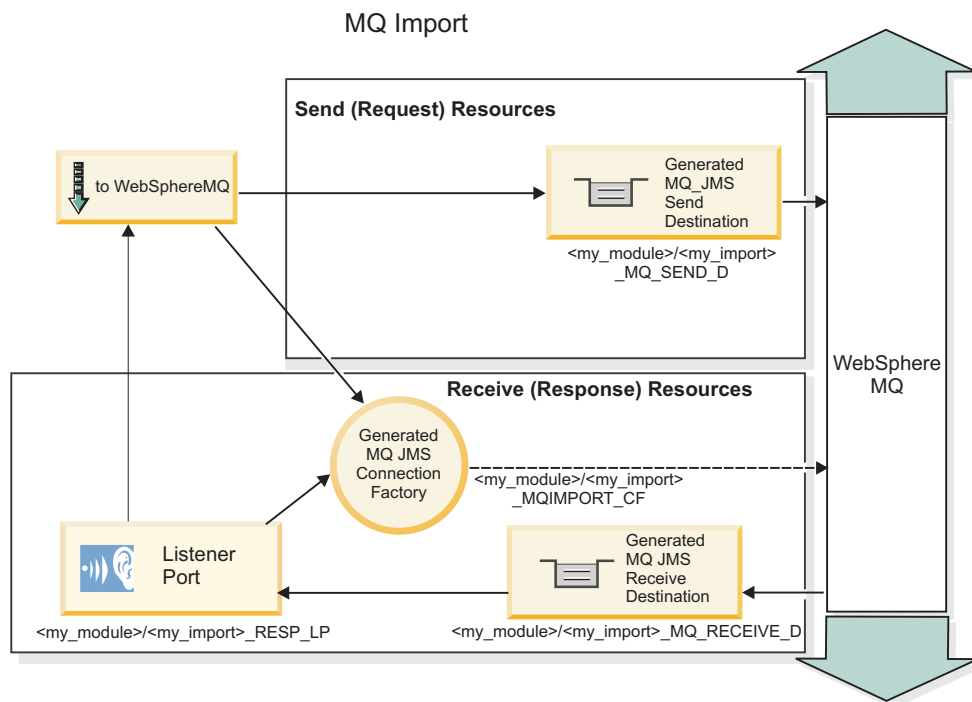 MQ Import
Send (Request) Resources
to WebSphereMQ
Generated
MQ_JMS
Send
Destination
<my_module>/<my_import>
_MQ_SEND_D
WebSphere
MQ
Receive (Response) Resources
Generated
MQ JMS
Connection
Factory
<my_module>/<my_import>
_MQIMPORT_CF
Listener
Port
<my_module>/<my_import>_RESP_LP
Generated
MQ JMS
Receive
Destination
<my_module>/<my_import>_MQ_RECEIVE_D